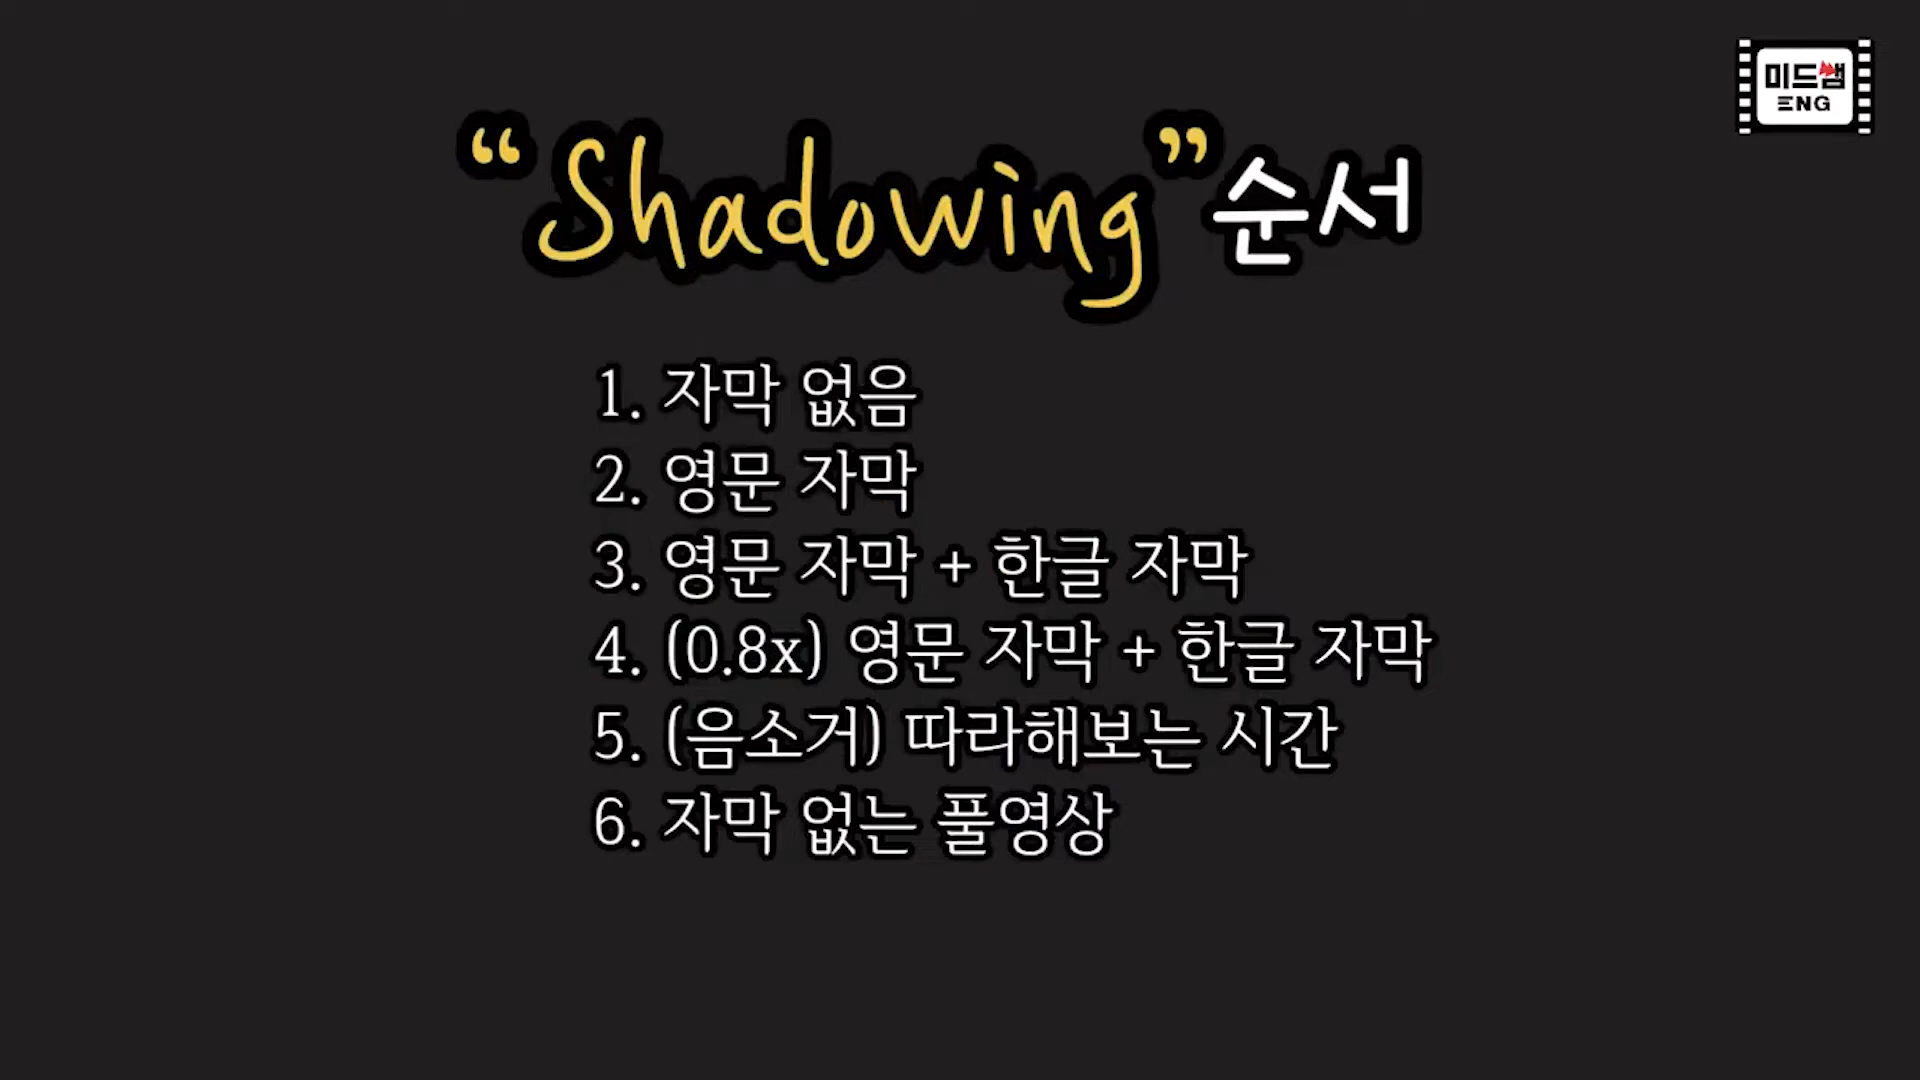 미드쌤
ENG
“Shadowing”순서
1. 자막 없음
2. 영문 자막
3. 영문 자막 + 한글 자막
4. (0.8x) 영문 자막 + 한글 자막
5. (음소거) 따라해보는 시간
6. 자막 없는 풀영상